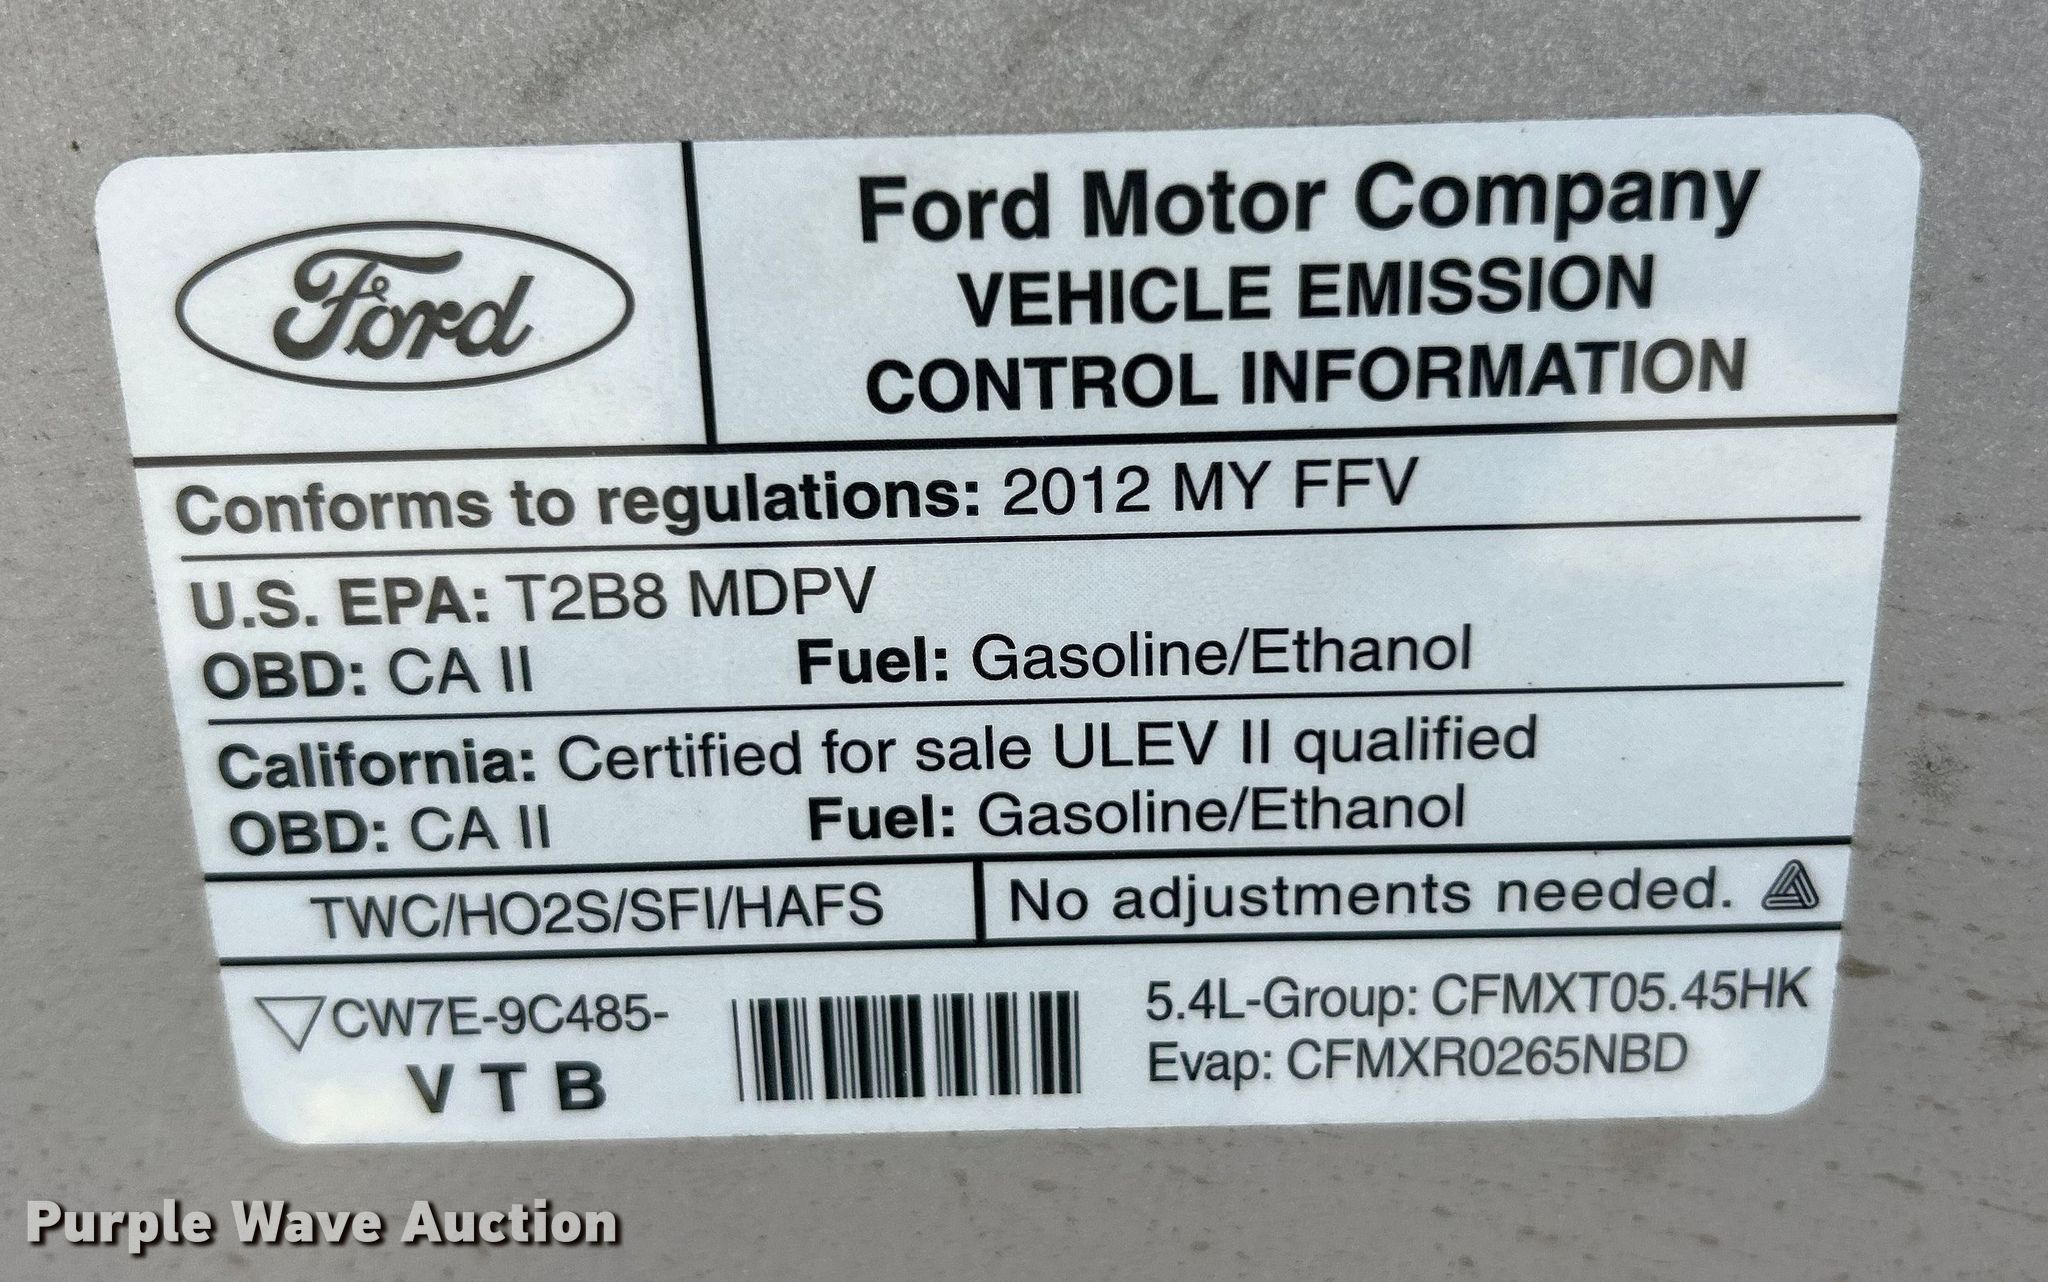 Ford
Ford Motor Company
VEHICLE EMISSION
CONTROL INFORMATION
Conforms to regulations: 2012 MY FFV
U.S. EPA: T2B8 MDPV
OBD: CA II Fuel: Gasoline/Ethanol
California: Certified for sale ULEV II qualified
OBD: CA II Fuel: Gasoline/Ethanol
TWC/HO2S/SFI/HAFS
No adjustments needed.
CW7E-9C485-
V T B
5.4L-Group: CFMXT05.45HK
Evap: CFMXR0265NBD
Purple Wave Auction